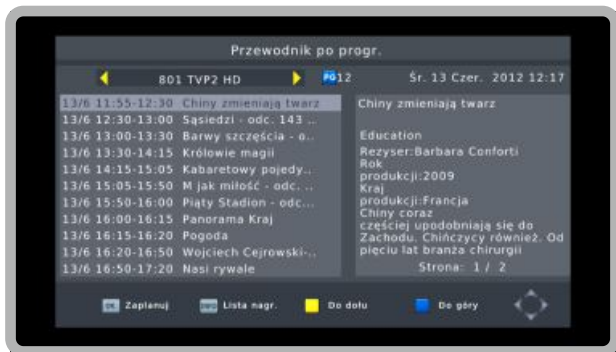 Przewodnik po progr.
801 TVP2 HD PG 12 Śr. 13 Czer. 2012 12:17
13/6 11:55-12:30 Chiny zmieniają twarz
13/6 12:30-13:00 Sąsiedzi - odc. 143 ..
13/6 13:00-13:30 Barwy szczęścia - o..
13/6 13:30-14:15 Królowie magii
13/6 14:15-15:05 Kabaretowy pojedy..
13/6 15:05-15:50 M jak miłość - odc. ..
13/6 15:50-16:00 Piąty Stadion - odc...
13/6 16:00-16:15 Panorama Kraj
13/6 16:15-16:20 Pogoda
13/6 16:20-16:50 Wojciech Cejrowski-..
13/6 16:50-17:20 Nasi rywale
Chiny zmieniają twarz
Education
Rezyser:Barbara Conforti
Rok
produkcji:2009
Kraj
produkcji:Francja
Chiny coraz
częściej upodobniają się do
Zachodu. Chińczycy również. Od
pięciu lat branża chirurgii
Strona: 1 / 2
OK Zaplanuj INFO Lista nagr. Do dołu Do góry